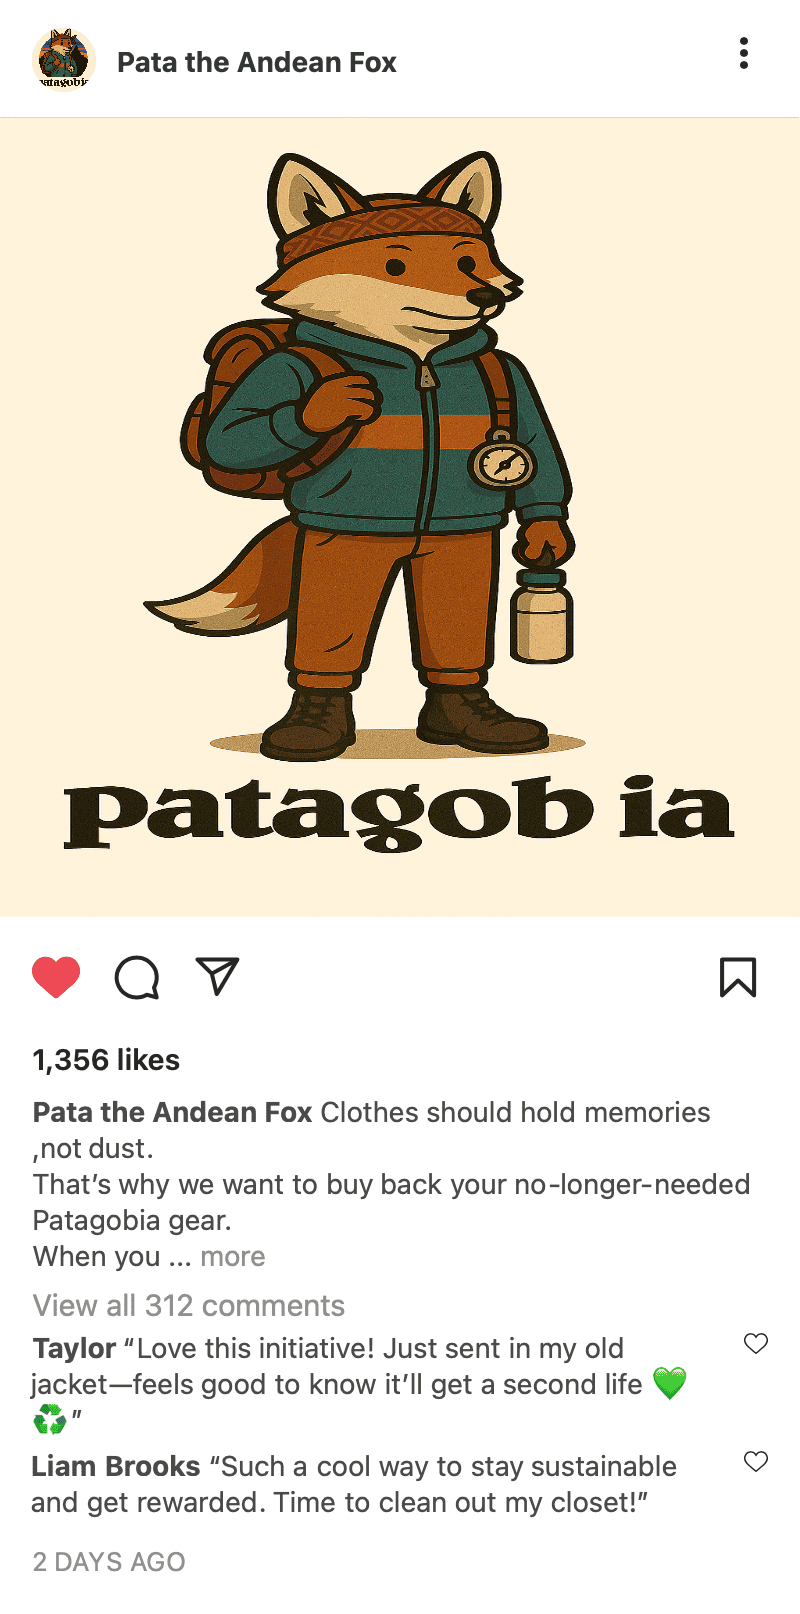 patagobia
Pata the Andean Fox
patagob ia
1,356 likes
Pata the Andean Fox Clothes should hold memories
,not dust.
That’s why we want to buy back your no-longer-needed
Patagobia gear.
When you ... more
View all 312 comments
Taylor “Love this initiative! Just sent in my old
jacket—feels good to know it’ll get a second life 💚
♻️”
Liam Brooks “Such a cool way to stay sustainable
and get rewarded. Time to clean out my closet!”
2 DAYS AGO